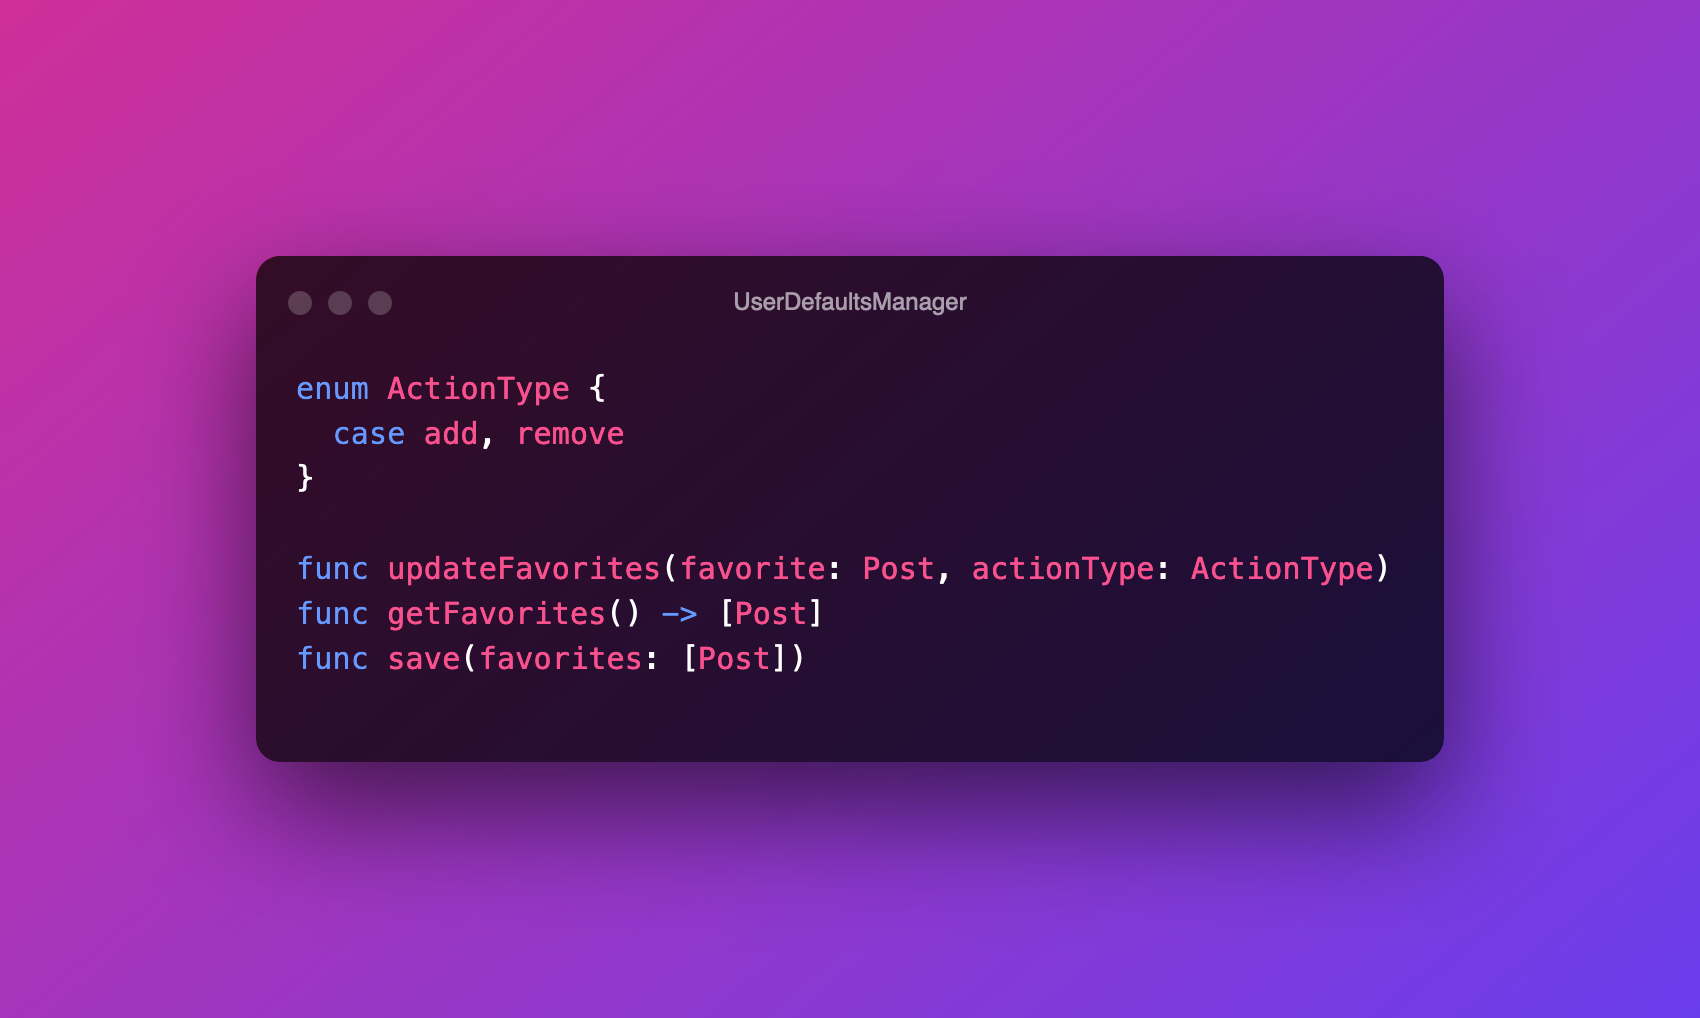 UserDefaultsManager
enum ActionType {
  case add, remove
}
func updateFavorites(favorite: Post, actionType: ActionType)
func getFavorites() -> [Post]
func save(favorites: [Post])